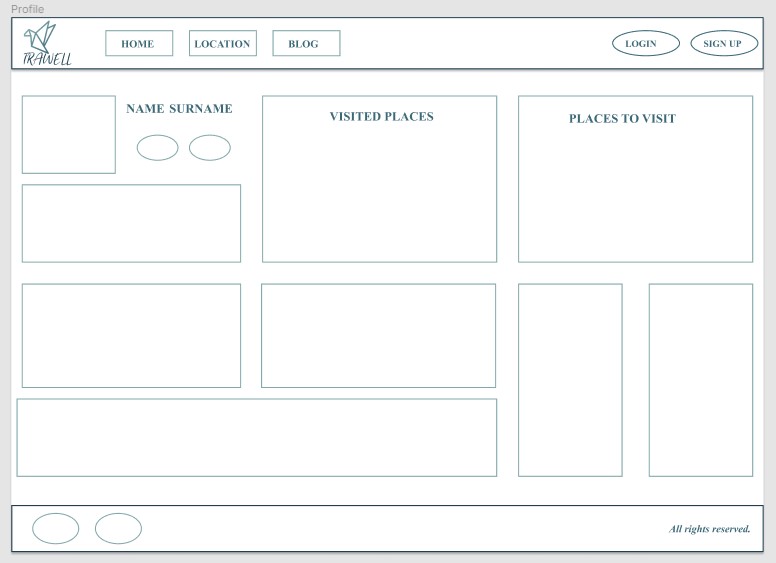 Profile
TRAWELL
HOME
LOCATION
BLOG
LOGIN
SIGN UP
NAME SURNAME
VISITED PLACES
PLACES TO VISIT
All rights reserved.